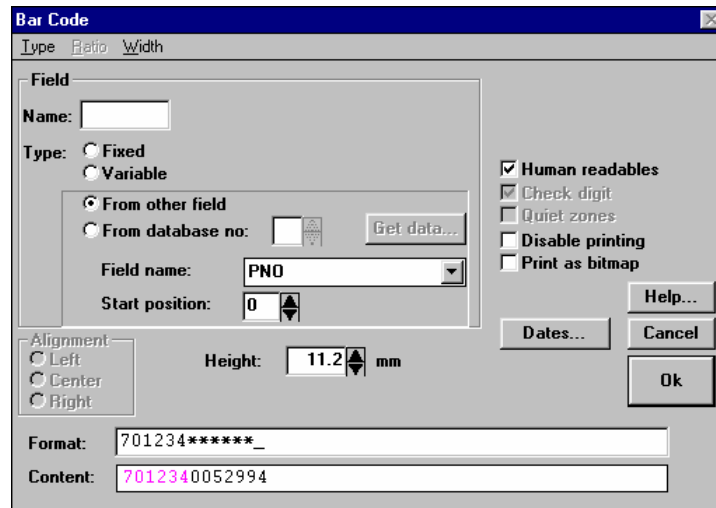 Bar Code
Type Ratio Width
Field
Name:
Type: Fixed
Variable
From other field
From database no: Get data...
Field name: PNO
Start position: 0
Human readables
Check digit
Quiet zones
Disable printing
Print as bitmap
Help...
Dates... Cancel
Ok
Alignment
Left
Center
Right
Height: 11.2 mm
Format: 701234******_
Content: 7012340052994